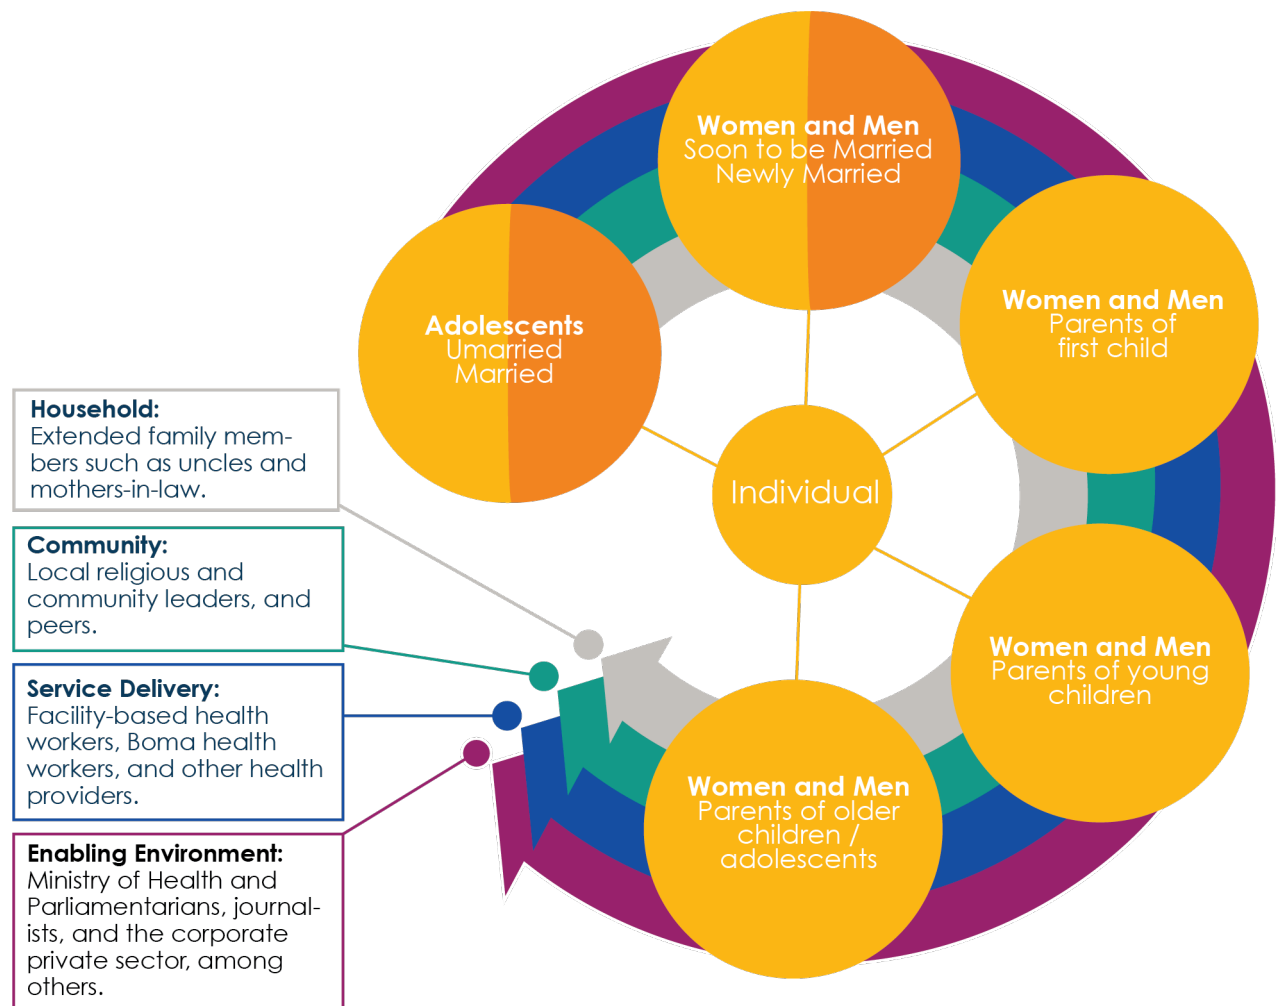 Women and Men
Soon to be Married
Newly Married
Women and Men
Parents of
first child
Adolescents
Umarried
Married
Individual
Household:
Extended family mem-
bers such as uncles and
mothers-in-law.
Community:
Local religious and
community leaders, and
peers.
Service Delivery:
Facility-based health
workers, Boma health
workers, and other health
providers.
Enabling Environment:
Ministry of Health and
Parliamentarians, journal-
ists, and the corporate
private sector, among
others.
Women and Men
Parents of young
children
Women and Men
Parents of older
children /
adolescents